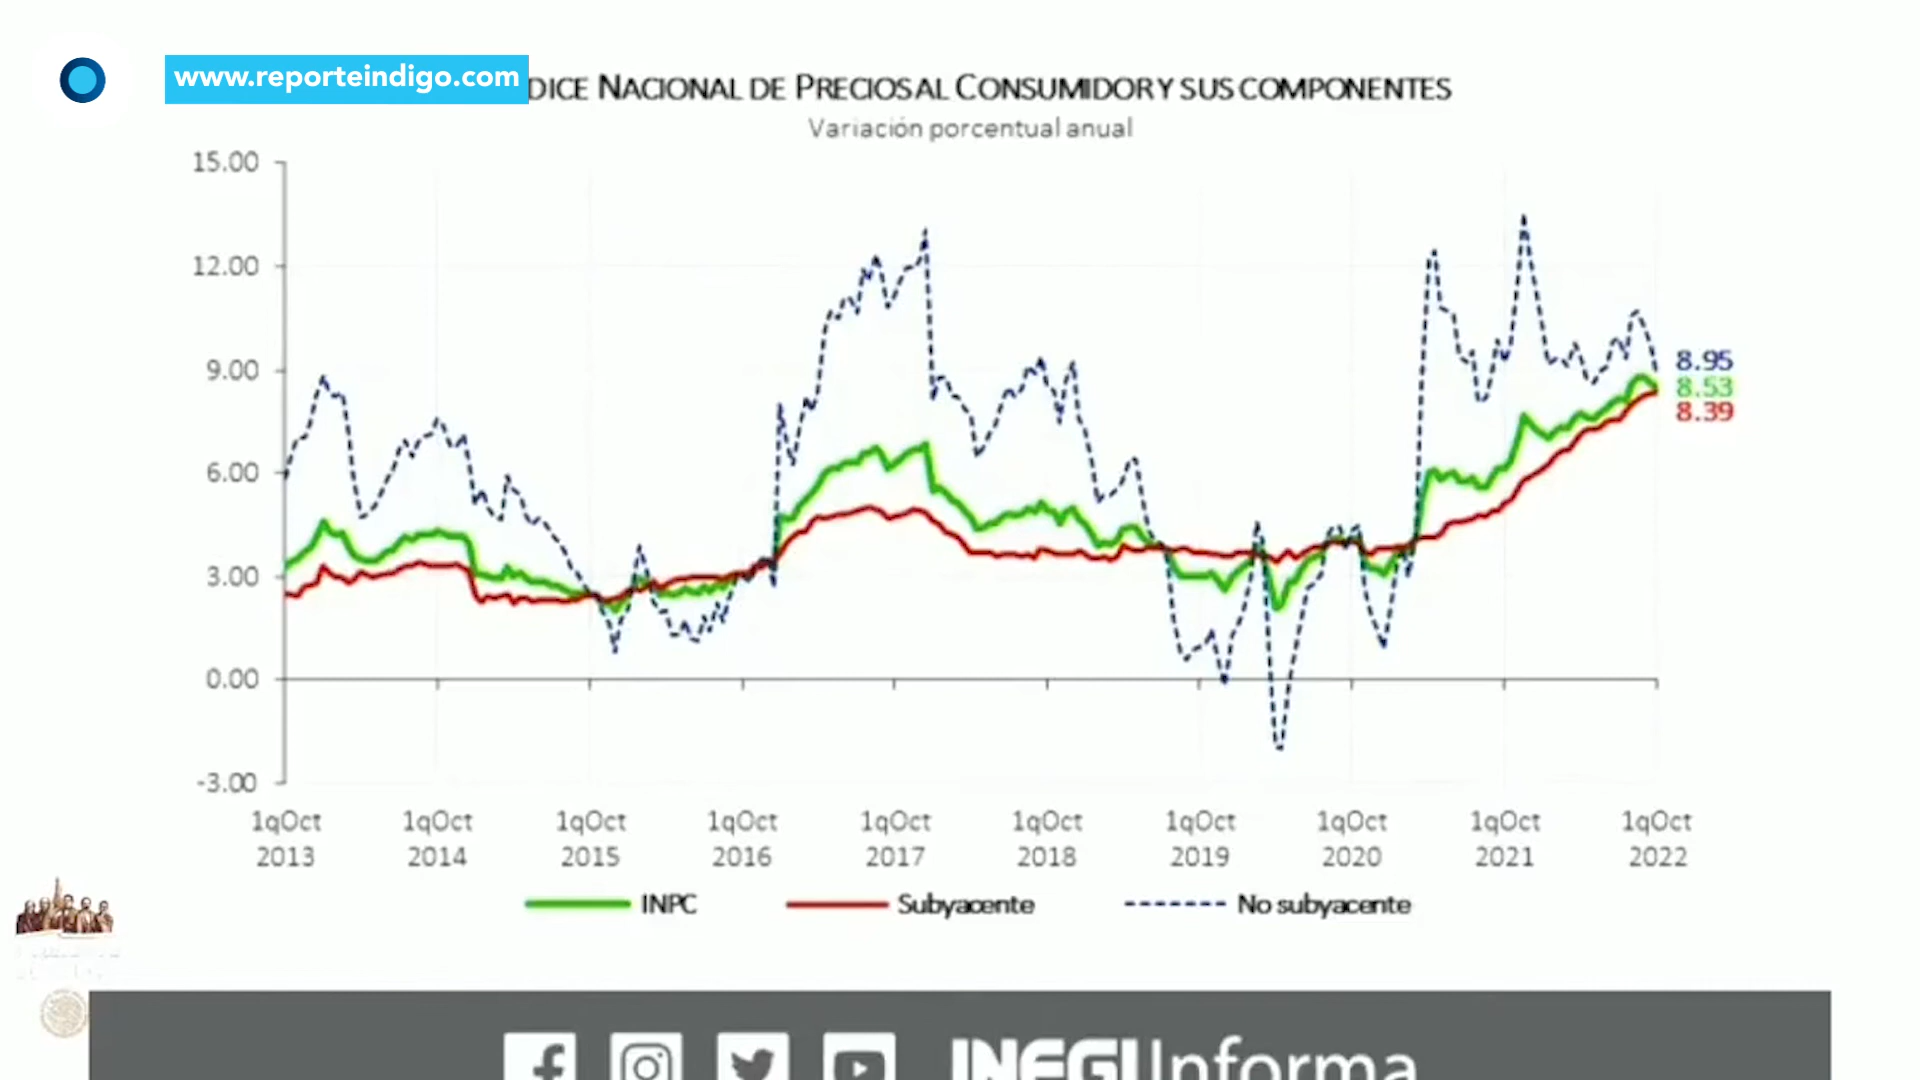 www.reporteindigo.com
DICE NACIONAL DE PRECIOS AL CONSUMIDOR Y SUS COMPONENTES
Variación porcentual anual
15.00
12.00
9.00
6.00
3.00
0.00
-3.00
8.95
8.53
8.39
1qOct 1qOct 1qOct 1qOct 1qOct 1qOct 1qOct 1qOct 1qOct 1qOct
2013 2014 2015 2016 2017 2018 2019 2020 2021 2022
INPC Subyacente No subyacente
INEGI Informa